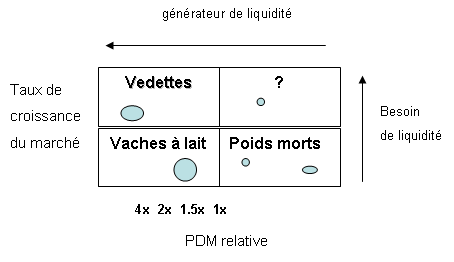 générateur de liquidité
Taux de
croissance
du marché
Vedettes
?
Besoin
de liquidité
Vaches à lait
Poids morts
4x 2x 1.5x 1x
PDM relative